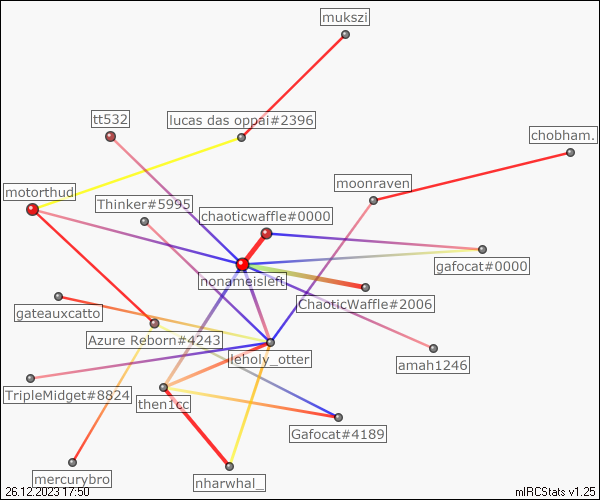 mukszi
tt532
lucas das oppai#2396
chobham.
moonraven
motorthud
Thinker#5995
chaoticwaffle#0000
gafocat#0000
nonameisleft
ChaoticWaffle#2006
gateauxcatto
Azure Reborn#4243
leholy_otter
amah1246
TripleMidget#8824
then1cc
Gafocat#4189
mercurybro
nharwhal_
26.12.2023 17:50
mIRCStats v1.25